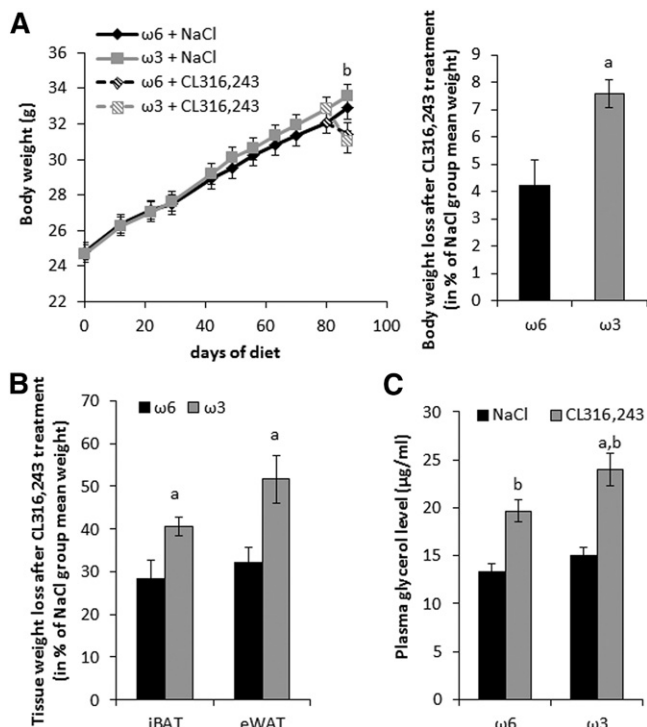 A
ω6 + NaCl
ω3 + NaCl
ω6 + CL316,243
ω3 + CL316,243
b
36
34
32
30
28
26
24
22
Body weight (g)
0 20 40 60 80 100
days of diet
Body weight loss after CL316,243 treatment
(in % of NaCl group mean weight)
9
8
7
6
5
4
3
2
1
0
a
ω6 ω3
B
ω6 ω3
Tissue weight loss after CL316,243 treatment
(in % of NaCl group mean weight)
70
60
50
40
30
20
10
0
a
a
iBAT eWAT
C
NaCl CL316,243
Plasma glycerol level (µg/ml)
30
25
20
15
10
5
0
b
a,b
ω6 ω3